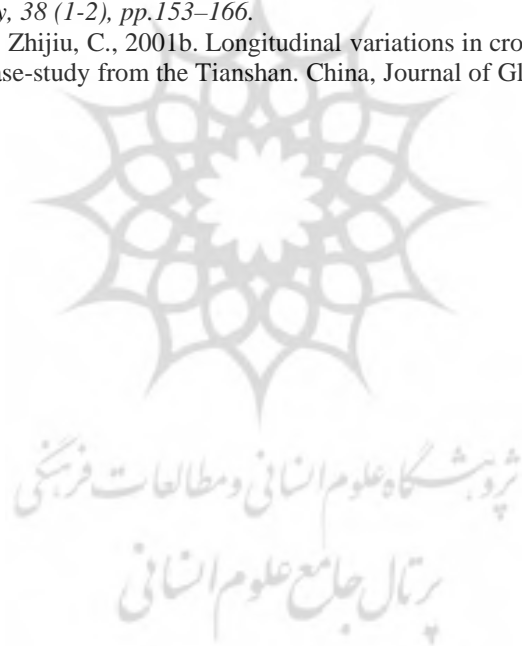 y, 38 (1-2), pp.153–166.
Zhijiu, C., 2001b. Longitudinal variations in cro
ase-study from the Tianshan. China, Journal of Gl
پژوهشگاه علوم انسانی و مطالعات فرهنگی
پرتال جامع علوم انسانی